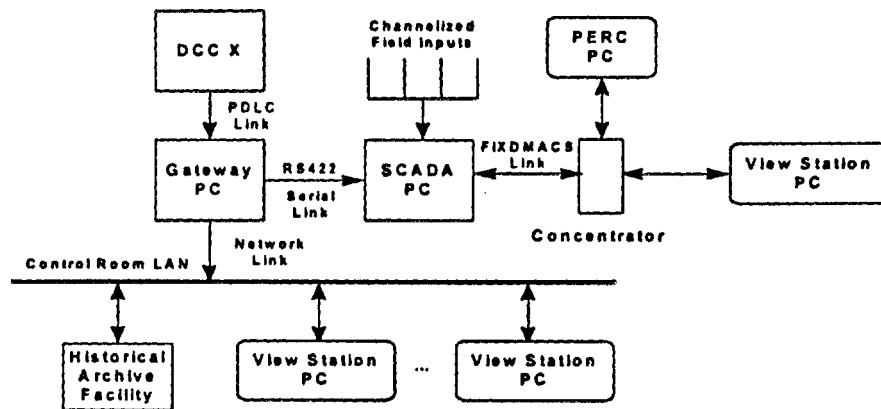 DCC X
PDLC
Link
Gateway
PC
Channelized
Field Inputs
RS422
Serial
Link
SCADA
PC
FIXDMACS
Link
PERC
PC
Concentrator
View Station
PC
Network
Link
Control Room LAN
Historical
Archive
Facility
View Station
PC
...
View Station
PC